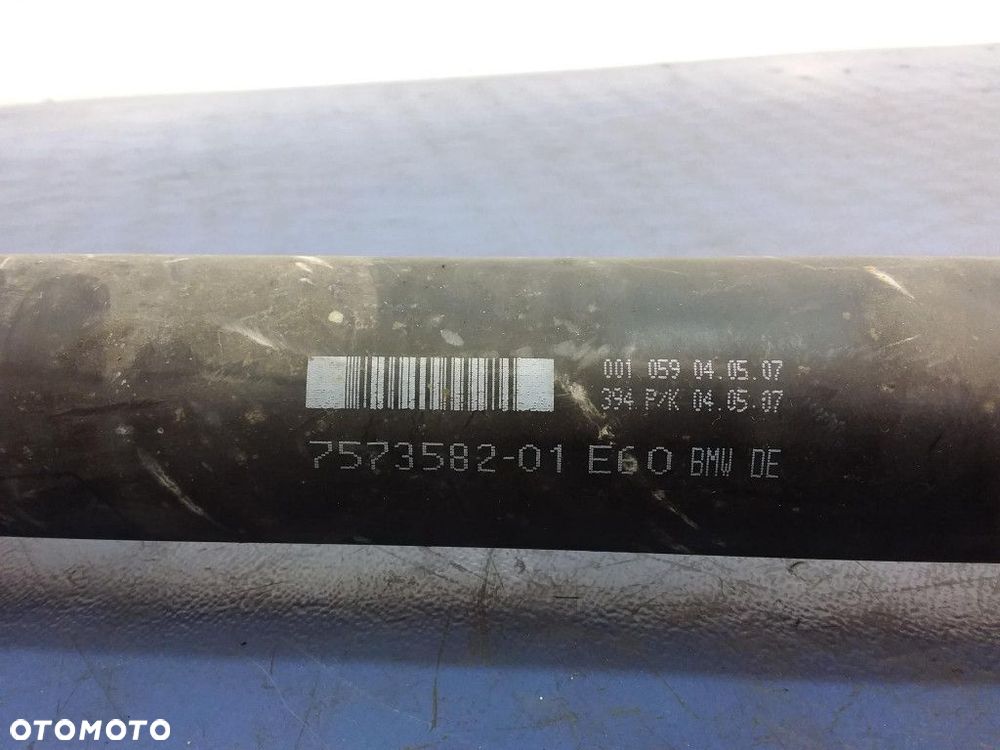 001 059 04.05.07
394 P/K 04.05.07
7573582-01 E60 BMW DE
OTOMOTO